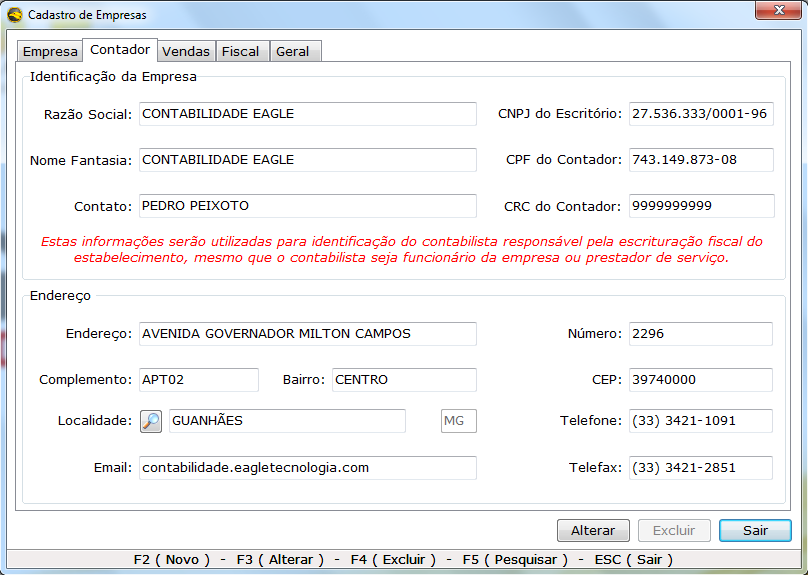 Cadastro de Empresas
Empresa Contador Vendas Fiscal Geral
Identificação da Empresa
Razão Social: CONTABILIDADE EAGLE CNPJ do Escritório: 27.536.333/0001-96
Nome Fantasia: CONTABILIDADE EAGLE CPF do Contador: 743.149.873-08
Contato: PEDRO PEIXOTO CRC do Contador: 9999999999
Estas informações serão utilizadas para identificação do contabilista responsável pela escrituração fiscal do
estabelecimento, mesmo que o contabilista seja funcionário da empresa ou prestador de serviço.
Endereço
Endereço: AVENIDA GOVERNADOR MILTON CAMPOS Número: 2296
Complemento: APT02 Bairro: CENTRO CEP: 39740000
Localidade: GUANHÃES MG Telefone: (33) 3421-1091
Email: contabilidade.eagletecnologia.com Telefax: (33) 3421-2851
Alterar Excluir Sair
F2 ( Novo ) - F3 ( Alterar ) - F4 ( Excluir ) - F5 ( Pesquisar ) - ESC ( Sair )